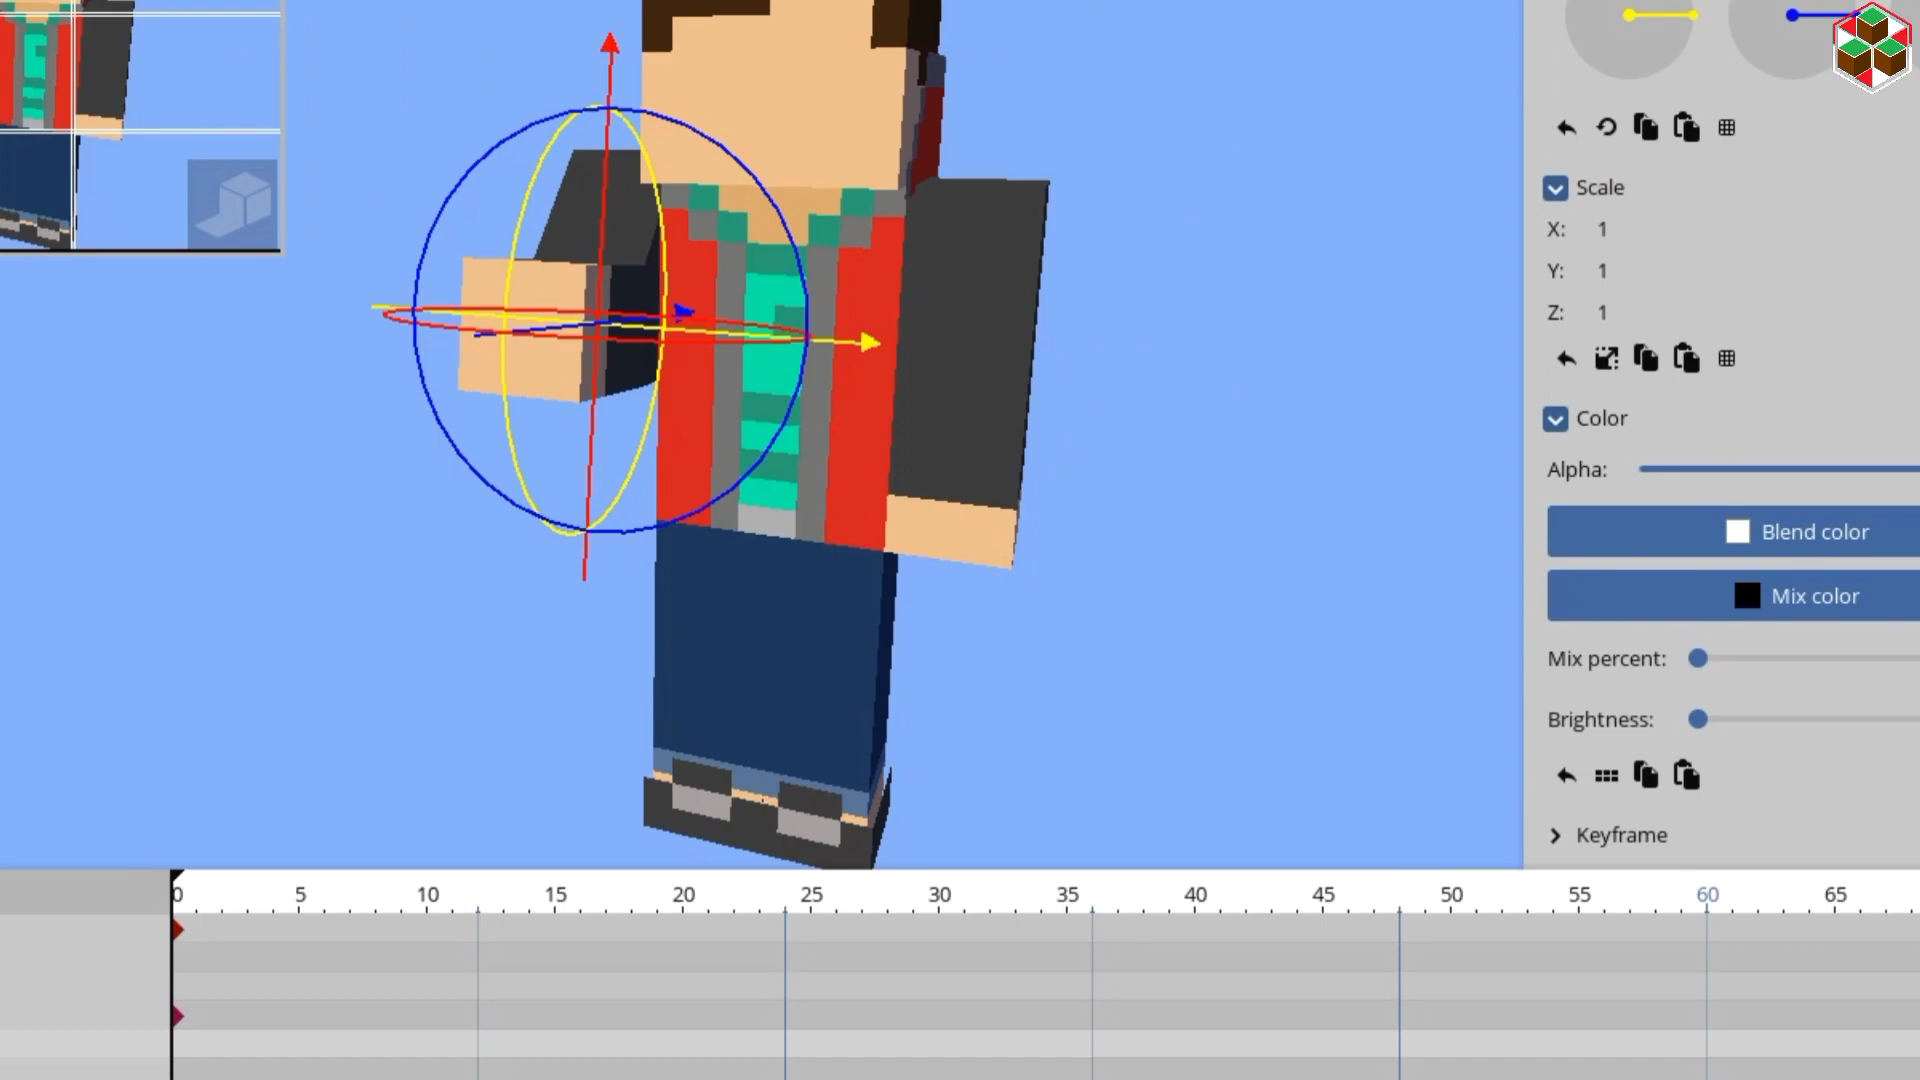 Scale
X: 1
Y: 1
Z: 1
Color
Alpha:
Blend color
Mix color
Mix percent:
Brightness:
Keyframe
0 5 10 15 20 25 30 35 40 45 50 55 60 65